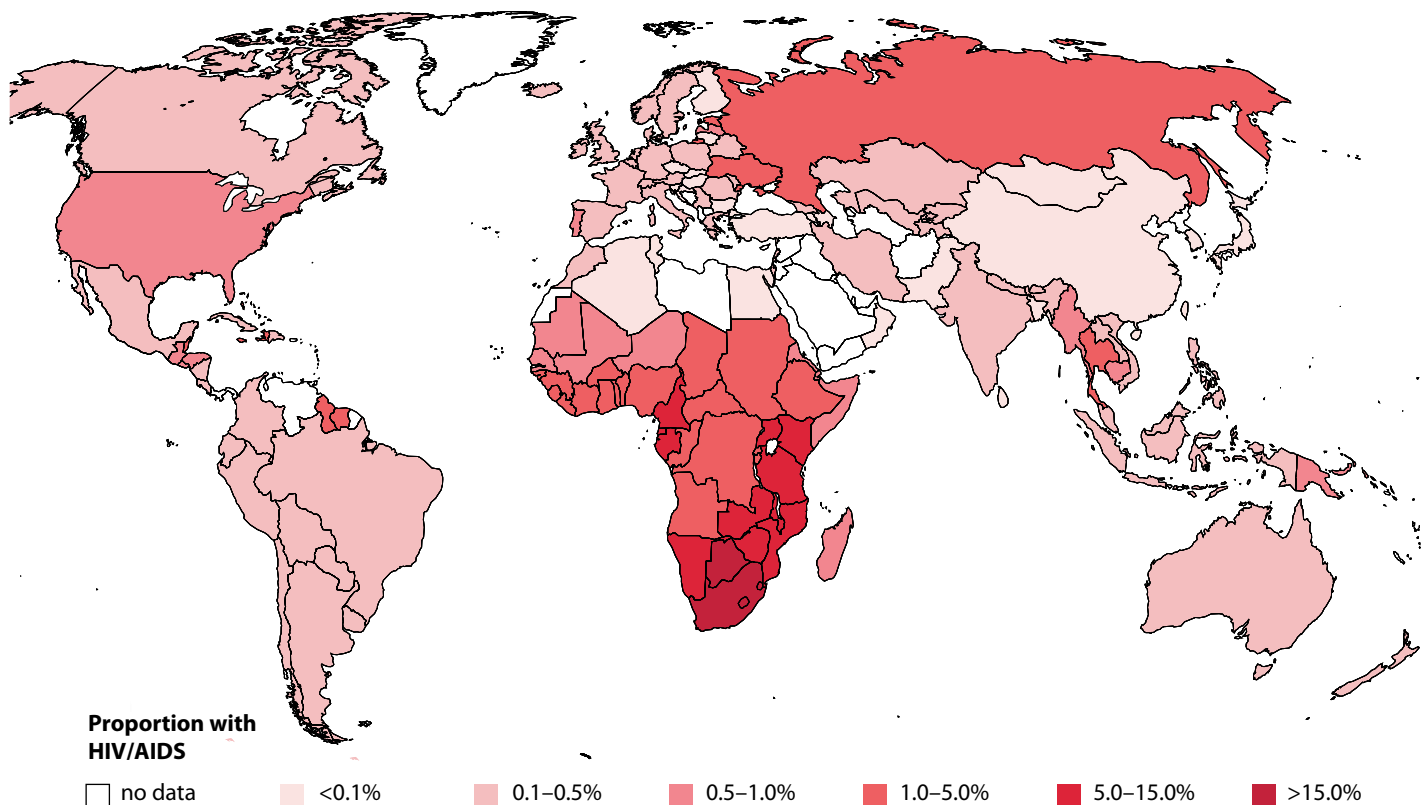 Proportion with
HIV/AIDS
no data
<0.1%
0.1–0.5%
0.5–1.0%
1.0–5.0%
5.0–15.0%
>15.0%